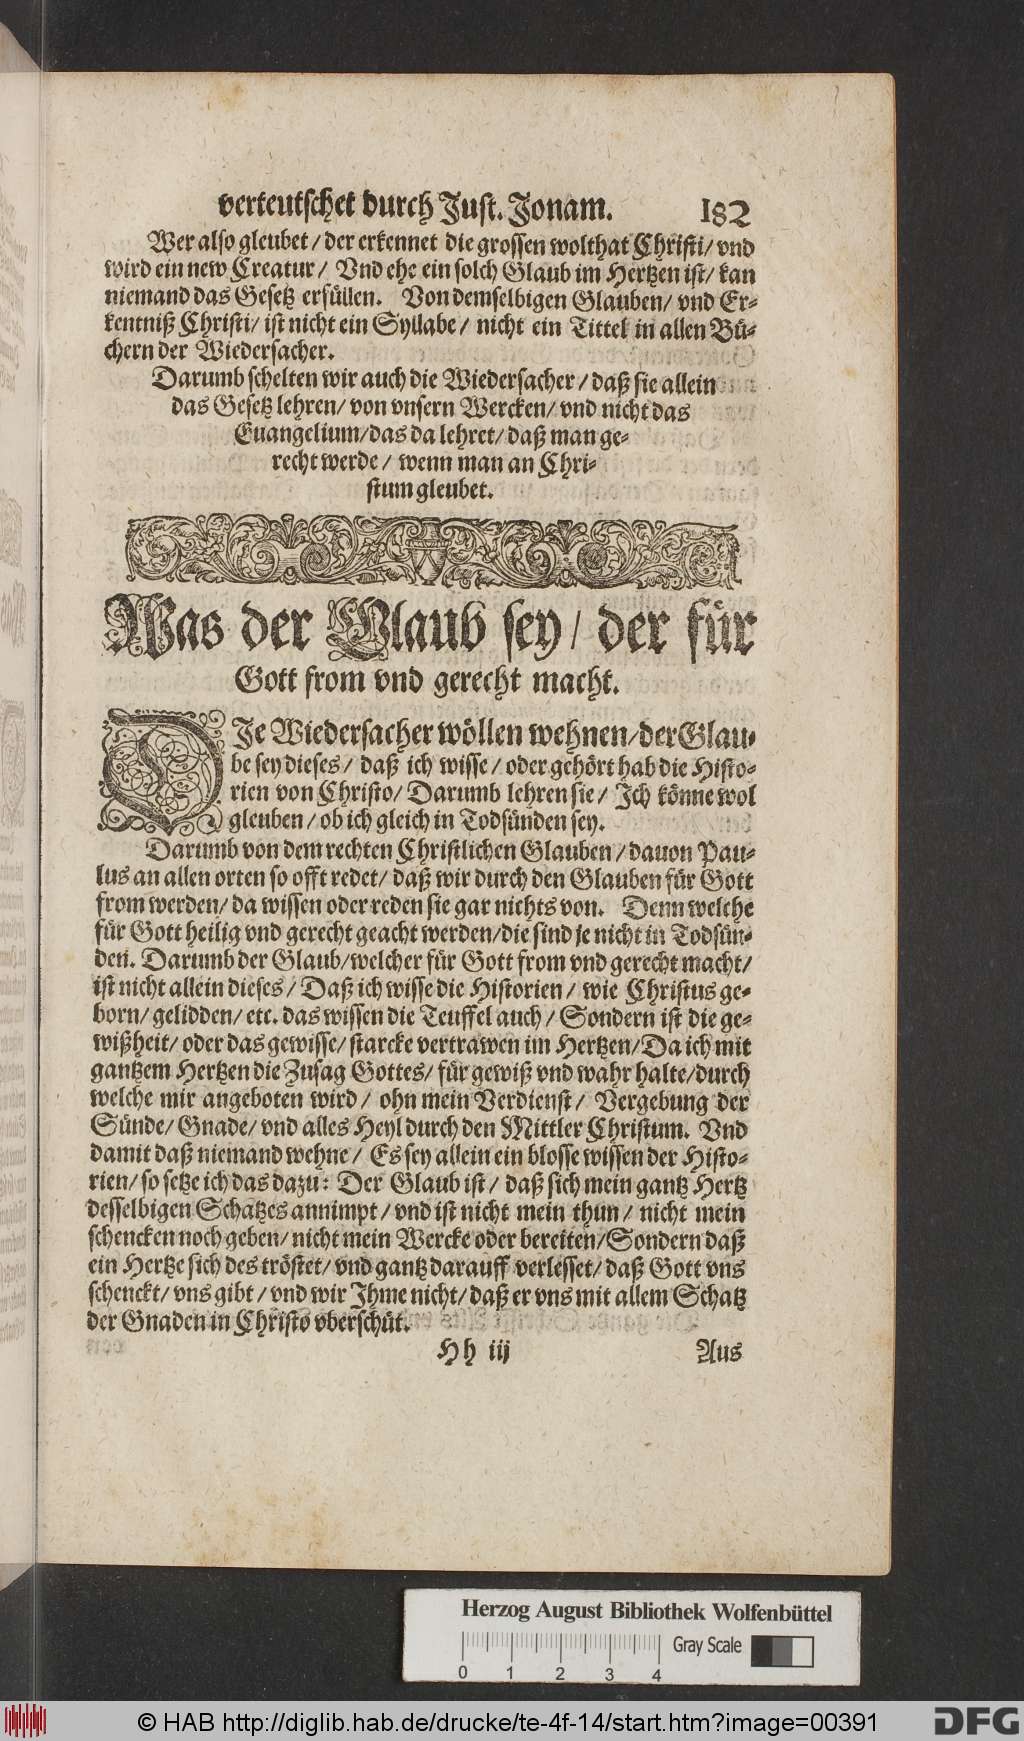 verteutschet durch Just. Jonam. 182
Wer also gleubet / der erkennet die grossen wolthat Christi / vnd
wird ein new Creatur / Vnd ehe ein solch Glaub im Hertzen ist / kan
niemand das Gesetz erfüllen. Von demselbigen Glauben / vnd Er-
kentniß Christi / ist nicht ein Syllabe / nicht ein Tittel in allen Bü-
chern der Wiedersacher.
Darumb schelten wir auch die Wiedersacher / daß sie allein
das Gesetz lehren / von vnsern Wercken / vnd nicht das
Euangelium / das da lehret / daß man ge-
recht werde / wenn man an Chri-
stum gleubet.
Was der Glaub sey / der für
Gott from vnd gerecht macht.
DJe Wiedersacher wöllen wehnen / der Glau-
be sey dieses / daß ich wisse / oder gehört hab die Histo-
rien von Christo / Darumb lehren sie / Jch könne wol
gleuben / ob ich gleich in Todsünden sey.
Darumb von dem rechten Christlichen Glauben / dauon Pau-
lus an allen orten so offt redet / daß wir durch den Glauben für Gott
from werden / da wissen oder reden sie gar nichts von. Denn welche
für Gott heilig vnd gerecht geacht werden / die sind je nicht in Todsün-
den. Darumb der Glaub / welcher für Gott from vnd gerecht macht /
ist nicht allein dieses / Daß ich wisse die Historien / wie Christus ge-
born / gelidden / etc. das wissen die Teuffel auch / Sondern ist die ge-
wißheit / oder das gewisse / starcke vertrawen im Hertzen / Da ich mit
gantzem Hertzen die Zusag Gottes / für gewiß vnd wahr halte / durch
welche mir angeboten wird / ohn mein Verdienst / Vergebung der
Sünde / Gnade / vnd alles Heyl durch den Mittler Christum. Vnd
damit daß niemand wehne / Es sey allein ein blosse wissen der Histo-
rien / so setze ich das dazu: Der Glaub ist / daß sich mein gantz Hertz
desselbigen Schatzes annimpt / vnd ist nicht mein thun / nicht mein
schencken noch geben / nicht mein Wercke oder bereiten / Sondern daß
ein Hertze sich des tröstet / vnd gantz darauff verlesset / daß Gott vns
schenckt / vns gibt / vnd wir Jhme nicht / daß er vns mit allem Schatz
der Gnaden in Christo vberschüt.
Hh iij Aus
Herzog August Bibliothek Wolfenbüttel
Gray Scale
0 1 2 3 4
© HAB http://diglib.hab.de/drucke/te-4f-14/start.htm?image=00391
DFG